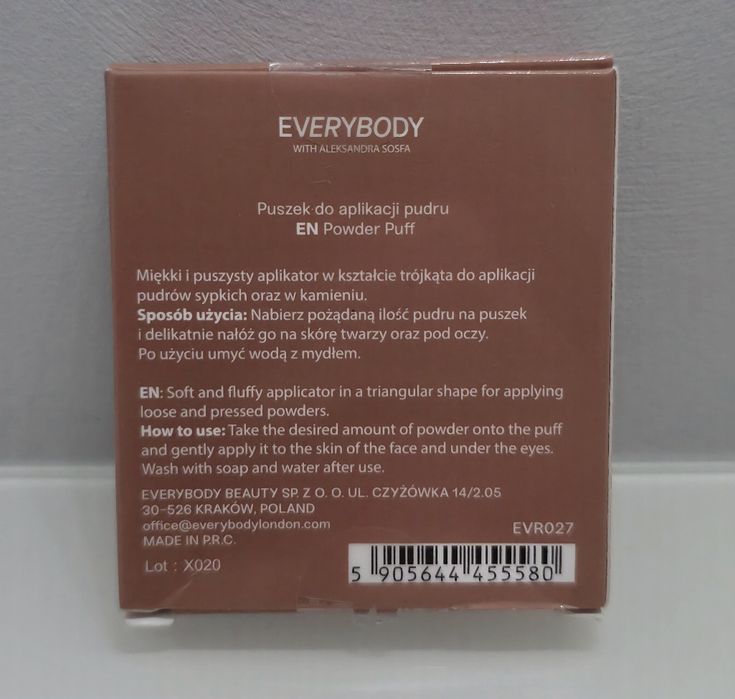 EVERYBODY
WITH ALEKSANDRA SOSFA
Puszek do aplikacji pudru
EN Powder Puff
Miękki i puszysty aplikator w kształcie trójkąta do aplikacji
pudrów sypkich oraz w kamieniu.
Sposób użycia: Nabierz pożądaną ilość pudru na puszek
i delikatnie nałóż go na skórę twarzy oraz pod oczy.
Po użyciu umyć wodą z mydłem.
EN: Soft and fluffy applicator in a triangular shape for applying
loose and pressed powders.
How to use: Take the desired amount of powder onto the puff
and gently apply it to the skin of the face and under the eyes.
Wash with soap and water after use.
EVERYBODY BEAUTY SP. Z O. O. UL. CZYŻÓWKA 14/2.05
30-526 KRAKÓW, POLAND
office@everybodylondon.com
EVR027
MADE IN P.R.C.
Lot : X020
5 905644 455580